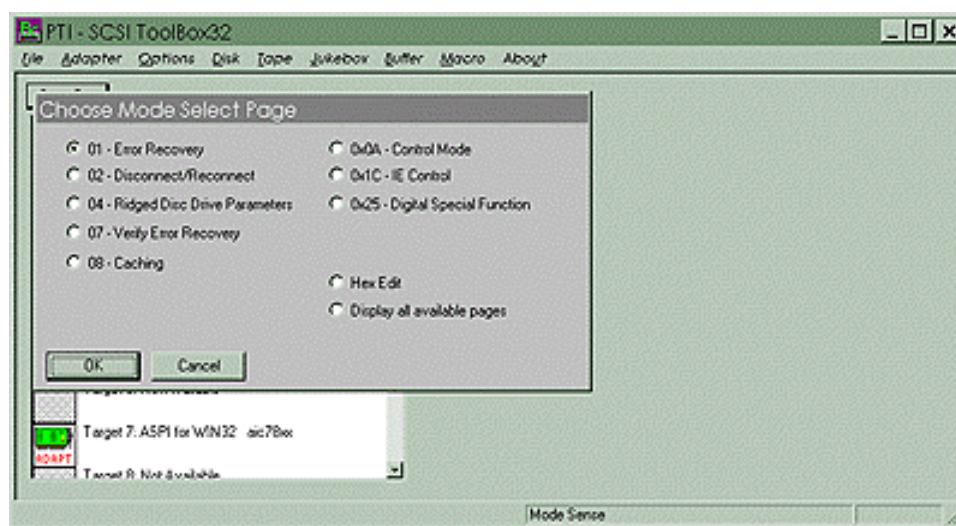 PTI - SCSI ToolBox32
File Adapter Options Disk Tape Jukebox Buffer Macro About
Choose Mode Select Page
01 - Error Recovery
02 - Disconnect/Reconnect
04 - Ridged Disc Drive Parameters
07 - Verify Error Recovery
08 - Caching
0x0A - Control Mode
0x1C - IE Control
0x25 - Digital Special Function
Hex Edit
Display all available pages
OK Cancel
Target 7: ASPI for WIN32 aic78xx
ADAPT
Target 8: Not Available
Mode Sense